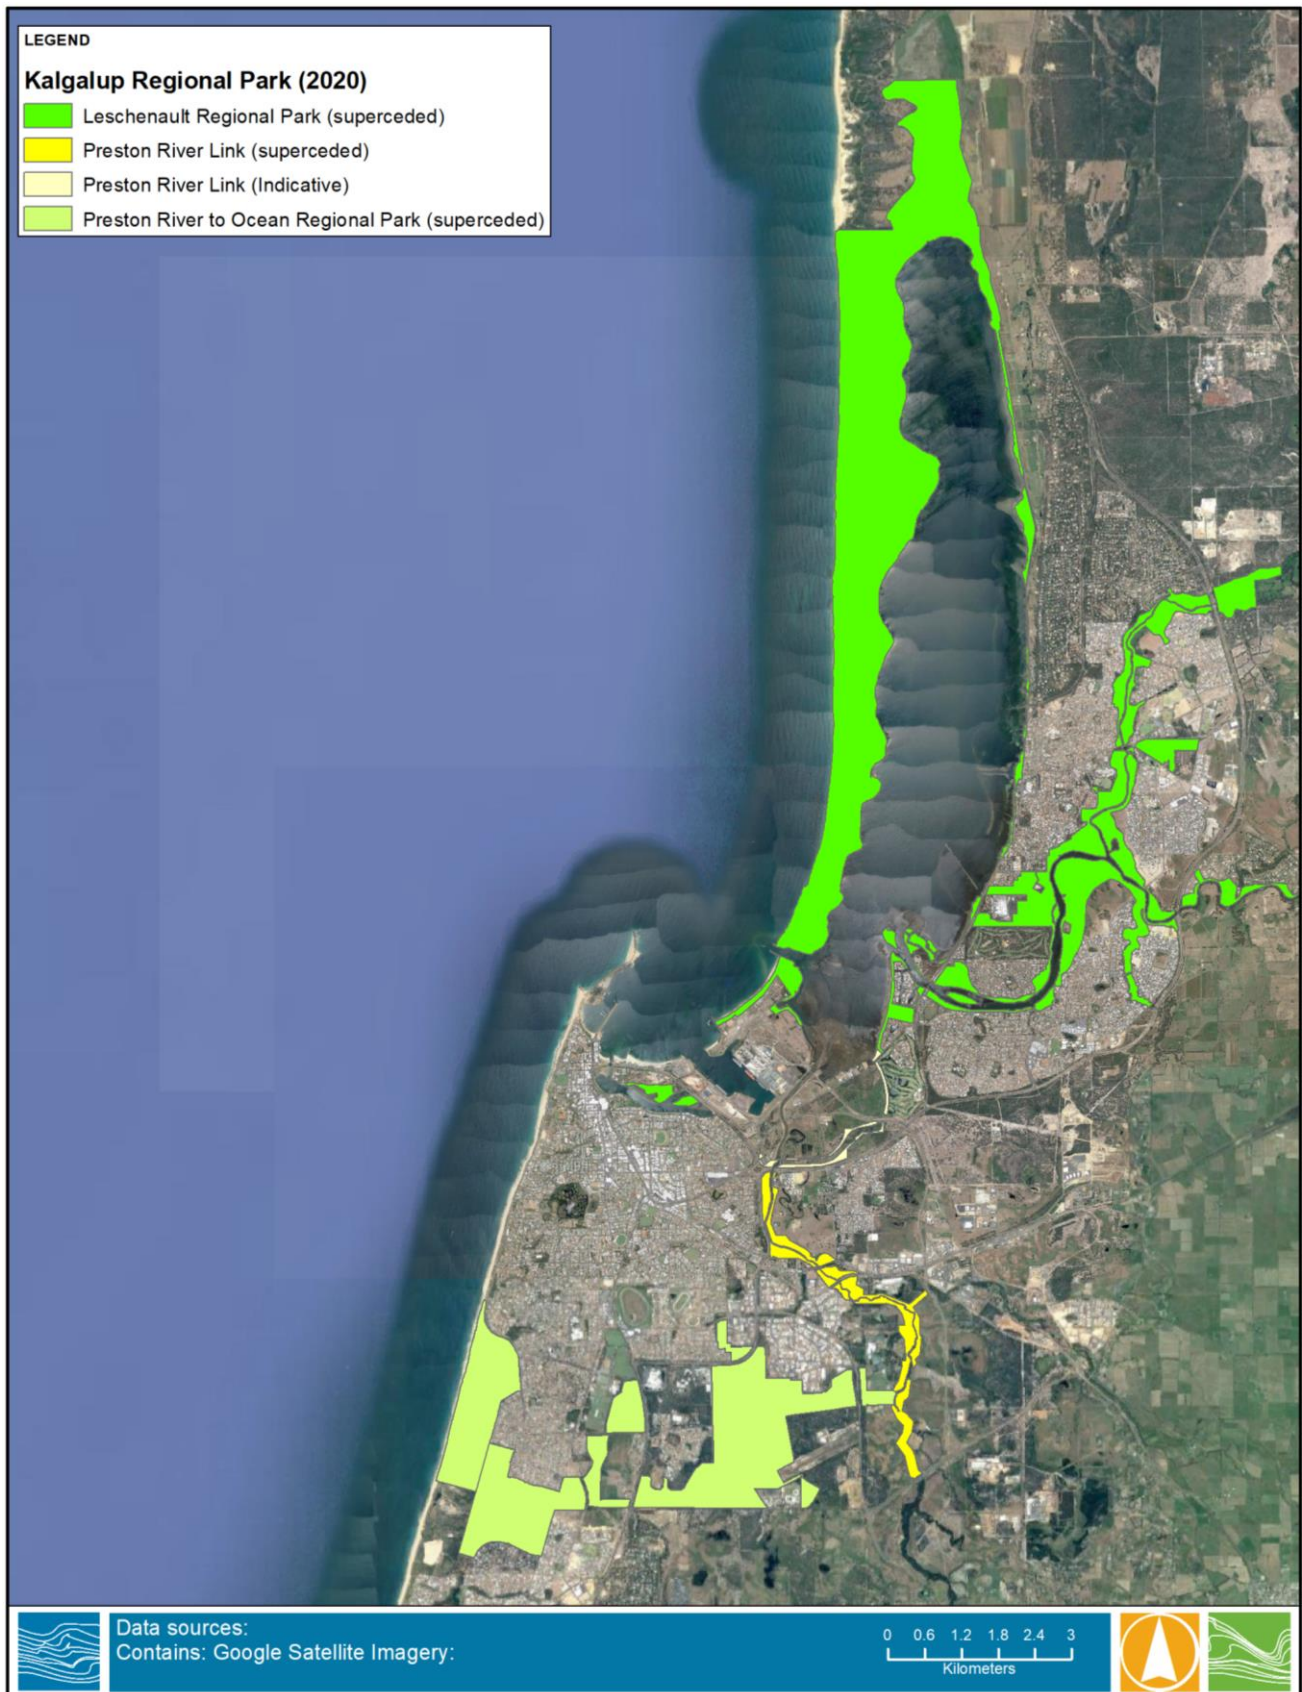 LEGEND
Kalgalup Regional Park (2020)
Leschenault Regional Park (superceded)
Preston River Link (superceded)
Preston River Link (Indicative)
Preston River to Ocean Regional Park (superceded)
Data sources:
Contains: Google Satellite Imagery:
0 0.6 1.2 1.8 2.4 3
Kilometers